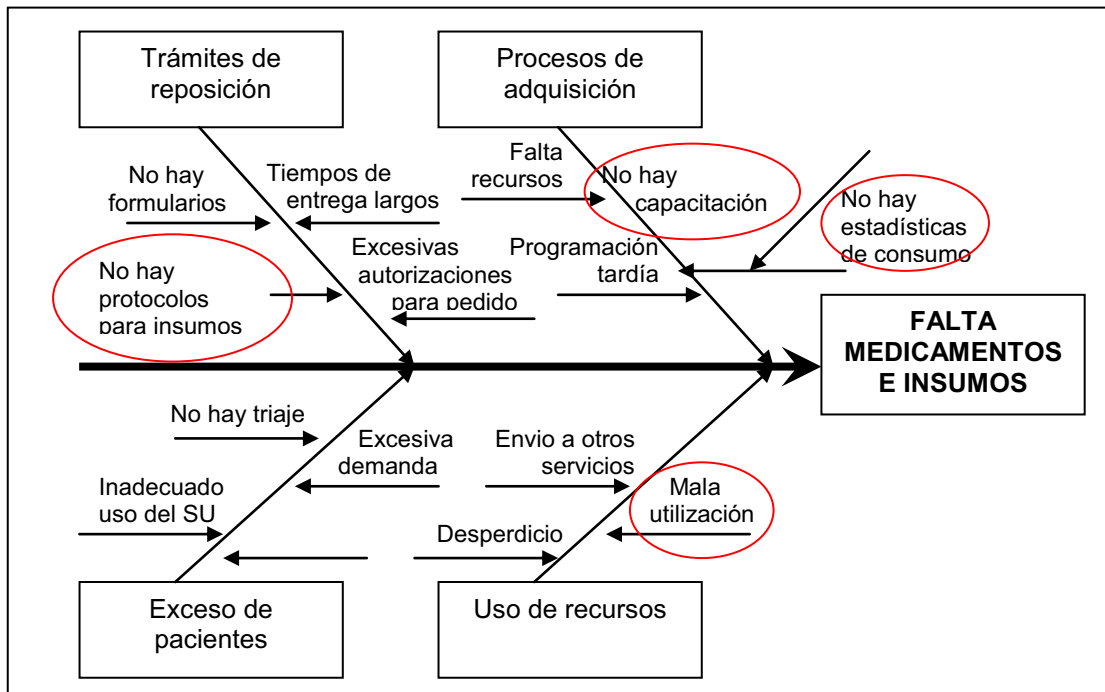 Trámites de
reposición
Procesos de
adquisición
No hay
formularios
Tiempos de
entrega largos
No hay
protocolos
para insumos
Excesivas
autorizaciones
para pedido
Falta
recursos
No hay
capacitación
Programación
tardía
No hay
estadísticas
de consumo
FALTA
MEDICAMENTOS
E INSUMOS
No hay triaje
Excesiva
demanda
Inadecuado
uso del SU
Envio a otros
servicios
Mala
utilización
Desperdicio
Exceso de
pacientes
Uso de recursos